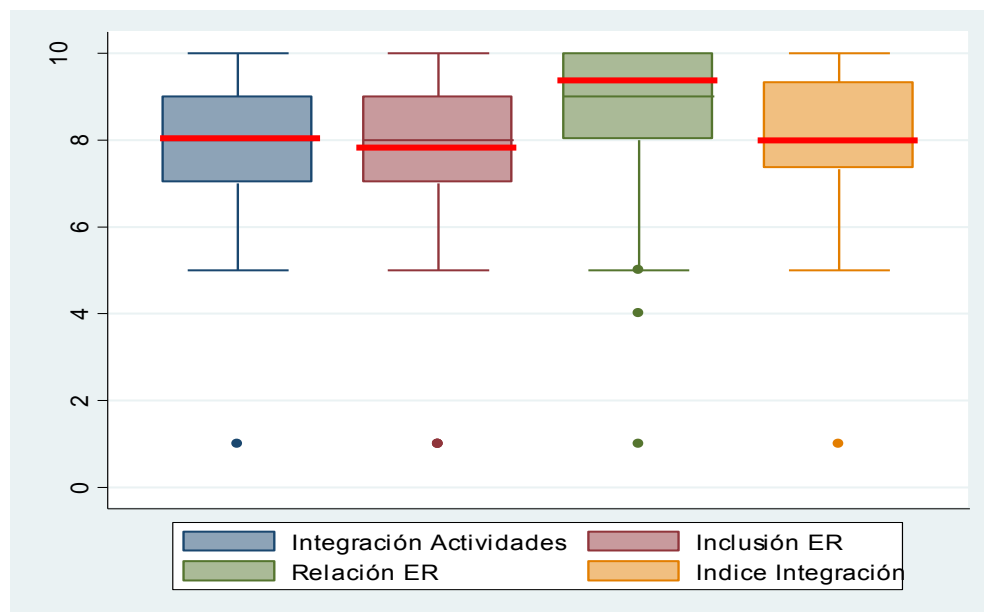 10
8
6
4
2
0
Integración Actividades
Inclusión ER
Relación ER
Indice Integración